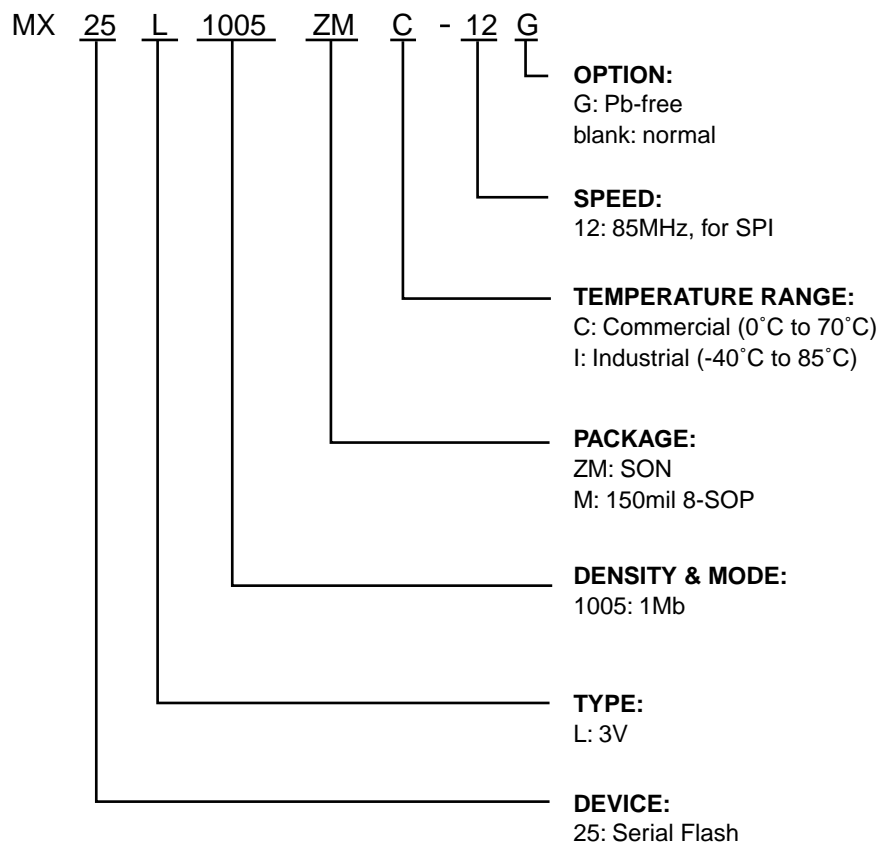 MX 25 L 1005 ZM C - 12 G
OPTION:
G: Pb-free
blank: normal
SPEED:
12: 85MHz, for SPI
TEMPERATURE RANGE:
C: Commercial (0˚C to 70˚C)
I: Industrial (-40˚C to 85˚C)
PACKAGE:
ZM: SON
M: 150mil 8-SOP
DENSITY & MODE:
1005: 1Mb
TYPE:
L: 3V
DEVICE:
25: Serial Flash